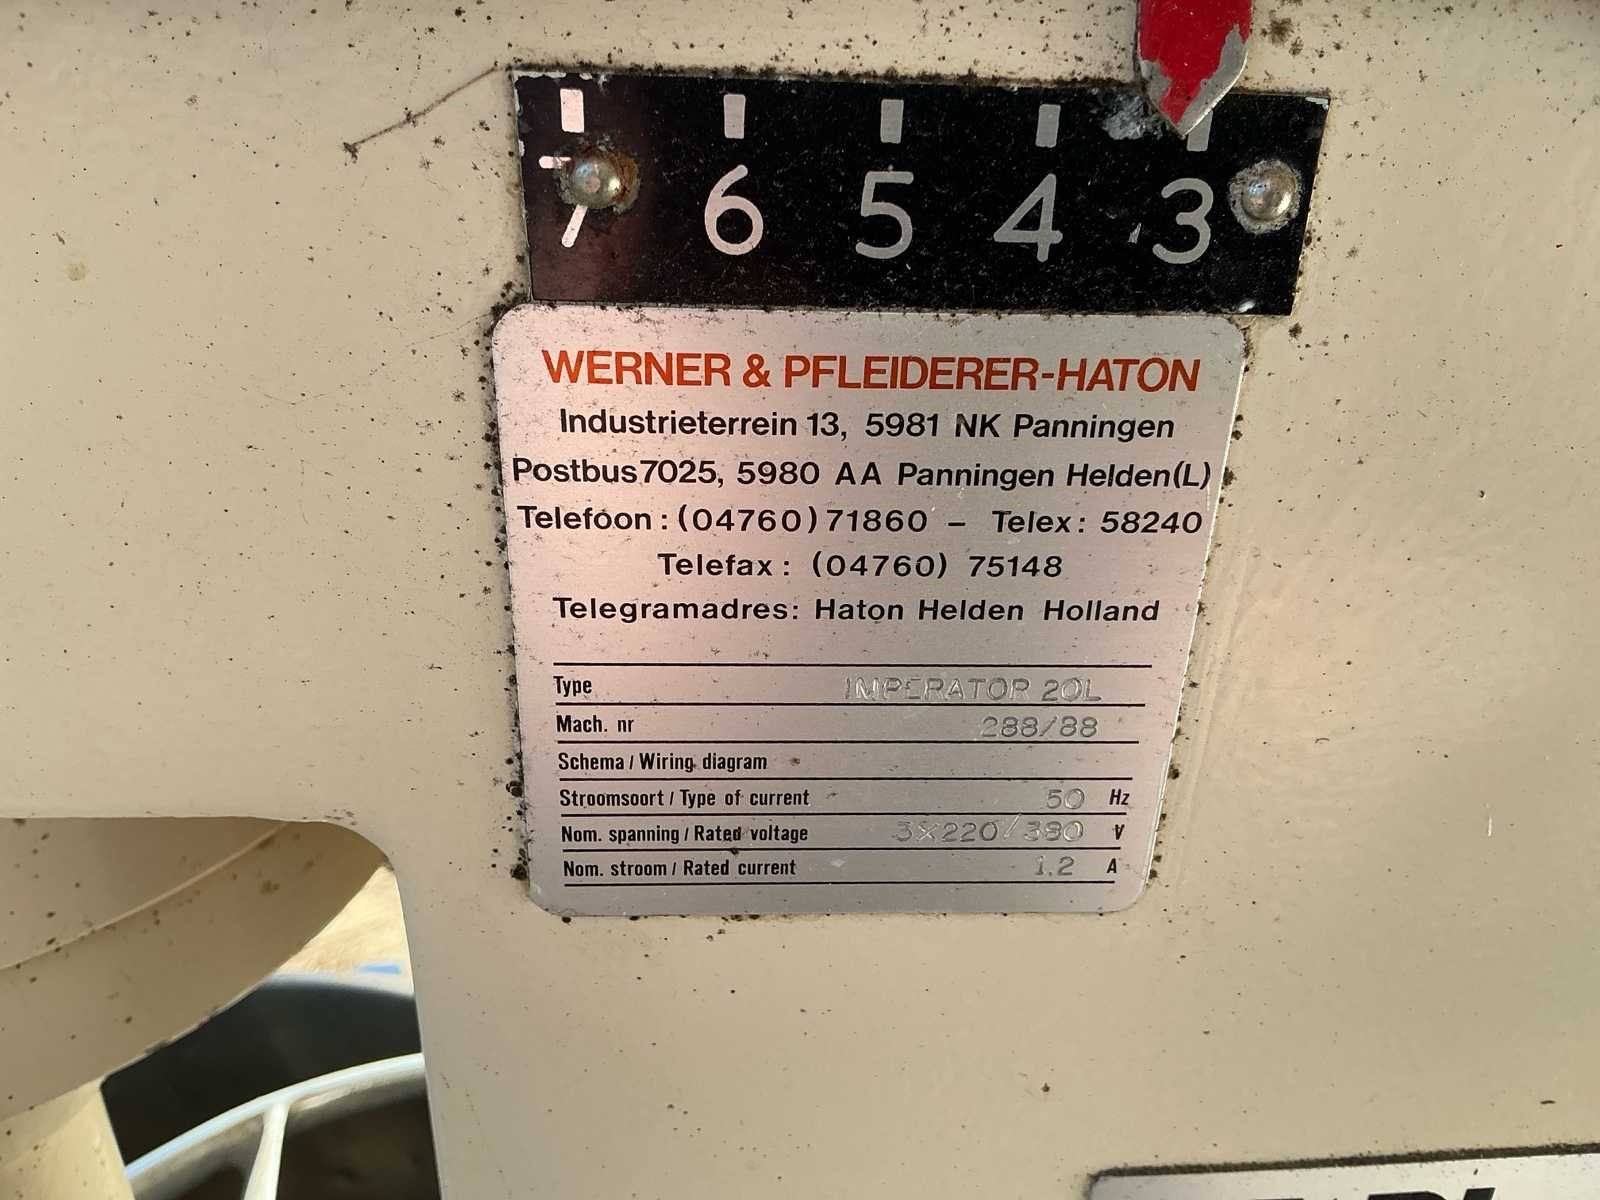 7 6 5 4 3
WERNER & PFLEIDERER-HATON
Industrieterrein 13, 5981 NK Panningen
Postbus 7025, 5980 AA Panningen Helden(L)
Telefoon : (04760) 71860 – Telex : 58240
Telefax : (04760) 75148
Telegramadres: Haton Helden Holland
Type IMPERATOR 20L
Mach. nr 288/88
Schema / Wiring diagram
Stroomsoort / Type of current 50 Hz
Nom. spanning / Rated voltage 3X220/380 V
Nom. stroom / Rated current 1.2 A